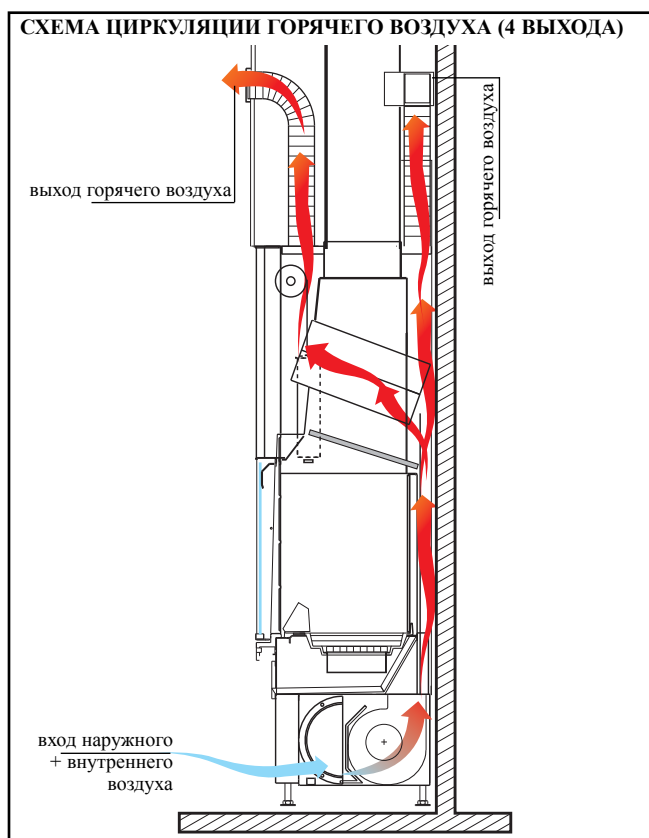 СХЕМА ЦИРКУЛЯЦИИ ГОРЯЧЕГО ВОЗДУХА (4 ВЫХОДА)
выход горячего воздуха
выход горячего воздуха
вход наружного
+ внутреннего
воздуха